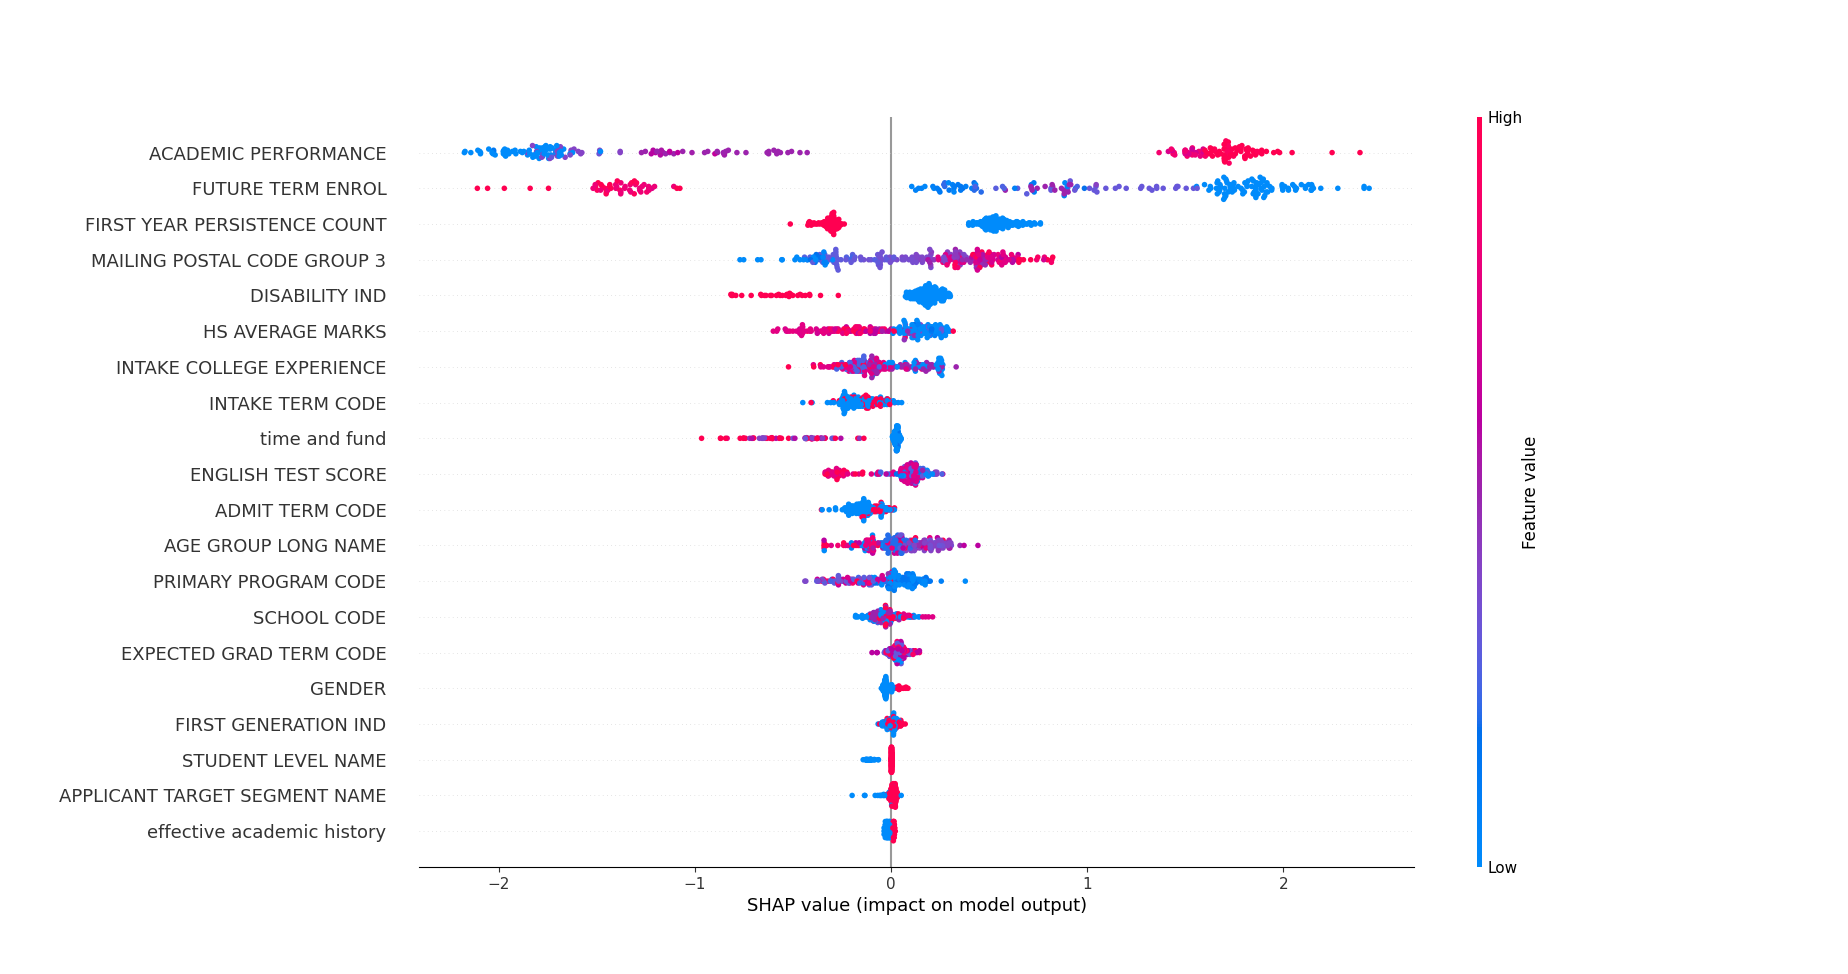 High
ACADEMIC PERFORMANCE
FUTURE TERM ENROL
FIRST YEAR PERSISTENCE COUNT
MAILING POSTAL CODE GROUP 3
DISABILITY IND
HS AVERAGE MARKS
INTAKE COLLEGE EXPERIENCE
INTAKE TERM CODE
time and fund
ENGLISH TEST SCORE
ADMIT TERM CODE
AGE GROUP LONG NAME
PRIMARY PROGRAM CODE
SCHOOL CODE
EXPECTED GRAD TERM CODE
GENDER
FIRST GENERATION IND
STUDENT LEVEL NAME
APPLICANT TARGET SEGMENT NAME
effective academic history
Feature value
Low
−2 −1 0 1 2
SHAP value (impact on model output)